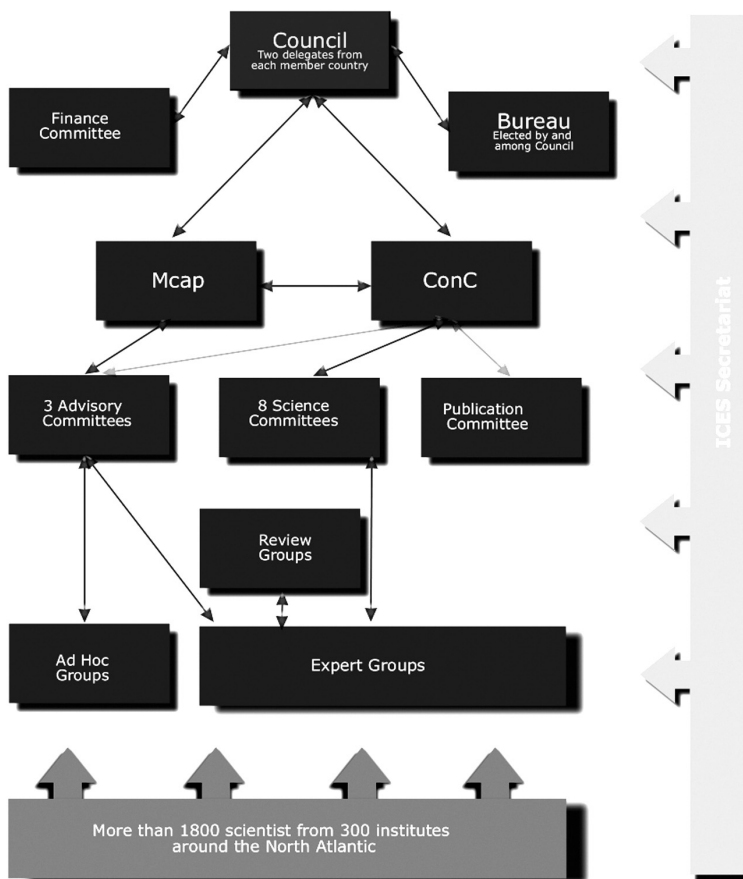 Council
Two delegates from
each member country
Finance
Committee
Bureau
Elected by and
among Council
Mcap
ConC
3 Advisory
Committees
8 Science
Committees
Publication
Committee
Review
Groups
Ad Hoc
Groups
Expert Groups
More than 1800 scientist from 300 institutes
around the North Atlantic
ICES Secretariat